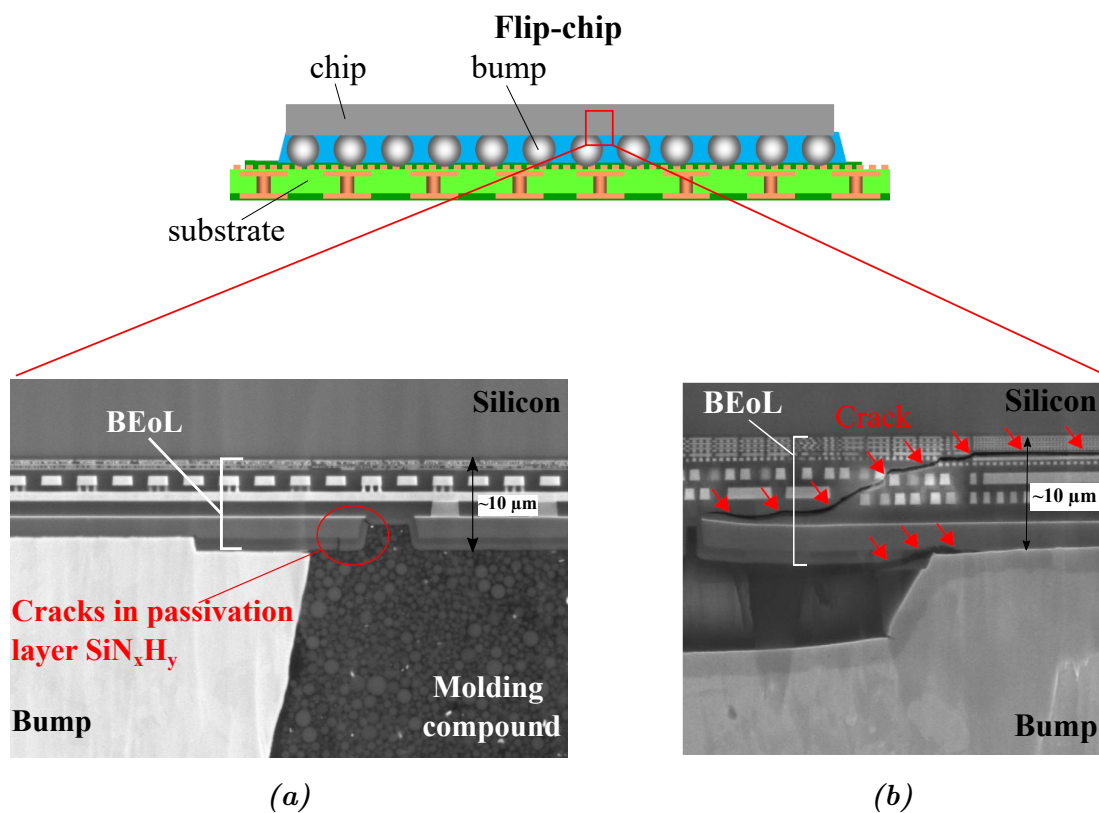 Flip-chip
chip
bump
substrate
Silicon
BEoL
~10 µm
Cracks in passivation
layer SiNₓHᵧ
Molding
compound
Bump
BEoL
Silicon
Crack
~10 µm
Bump
(a)
(b)